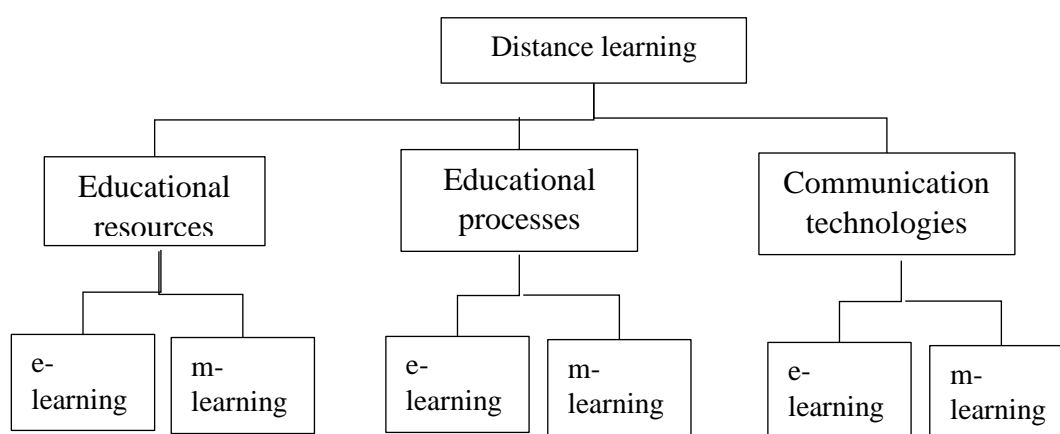 Distance learning
Educational
resources
Educational
processes
Communication
technologies
e-
learning
m-
learning
e-
learning
m-
learning
e-
learning
m-
learning